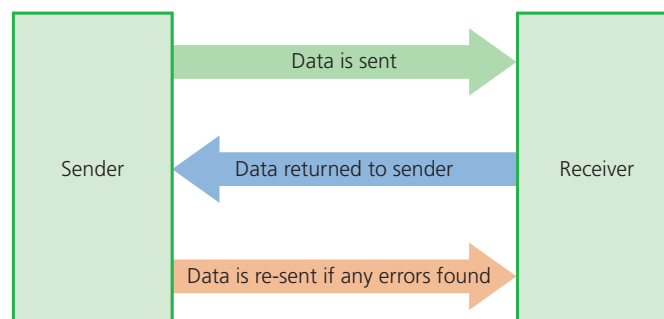 Data is sent
Sender
Data returned to sender
Receiver
Data is re-sent if any errors found